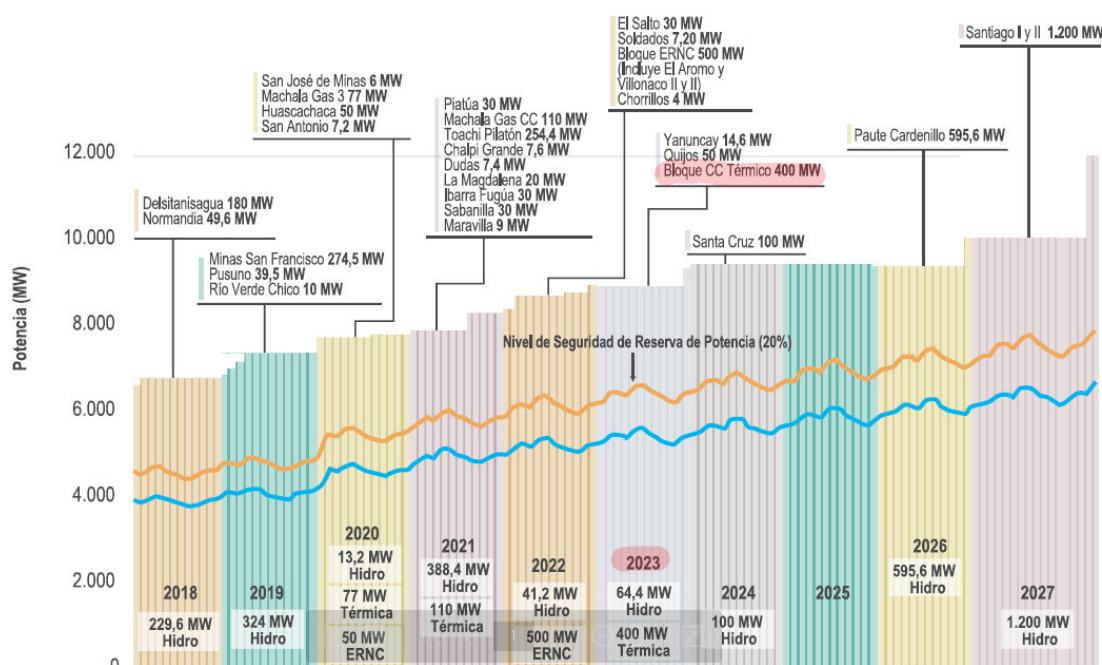 El Salto 30 MW
Soldados 7,20 MW
Bloque ERNC 500 MW
(Incluye El Aromo y
Villonaco II y II)
Chorrillos 4 MW
Santiago I y II 1.200 MW
San José de Minas 6 MW
Machala Gas 3 77 MW
Huascachaca 50 MW
San Antonio 7,2 MW
Piatúa 30 MW
Machala Gas CC 110 MW
Toachi Pilatón 254,4 MW
Chalpi Grande 7,6 MW
Dudas 7,4 MW
La Magdalena 20 MW
Ibarra Fugúa 30 MW
Sabanilla 30 MW
Maravilla 9 MW
Yanuncay 14,6 MW
Quijos 50 MW
Bloque CC Térmico 400 MW
Paute Cardenillo 595,6 MW
Delsitanisagua 180 MW
Normandia 49,6 MW
Minas San Francisco 274,5 MW
Pusuno 39,5 MW
Río Verde Chico 10 MW
Santa Cruz 100 MW
Potencia (MW)
12.000
10.000
8.000
6.000
4.000
2.000
0
Nivel de Seguridad de Reserva de Potencia (20%)
2018
229,6 MW
Hidro
2019
324 MW
Hidro
2020
13,2 MW
Hidro
77 MW
Térmica
50 MW
ERNC
2021
388,4 MW
Hidro
110 MW
Térmica
2022
41,2 MW
Hidro
500 MW
ERNC
2023
64,4 MW
Hidro
400 MW
Térmica
2024
100 MW
Hidro
2025
2026
595,6 MW
Hidro
2027
1.200 MW
Hidro